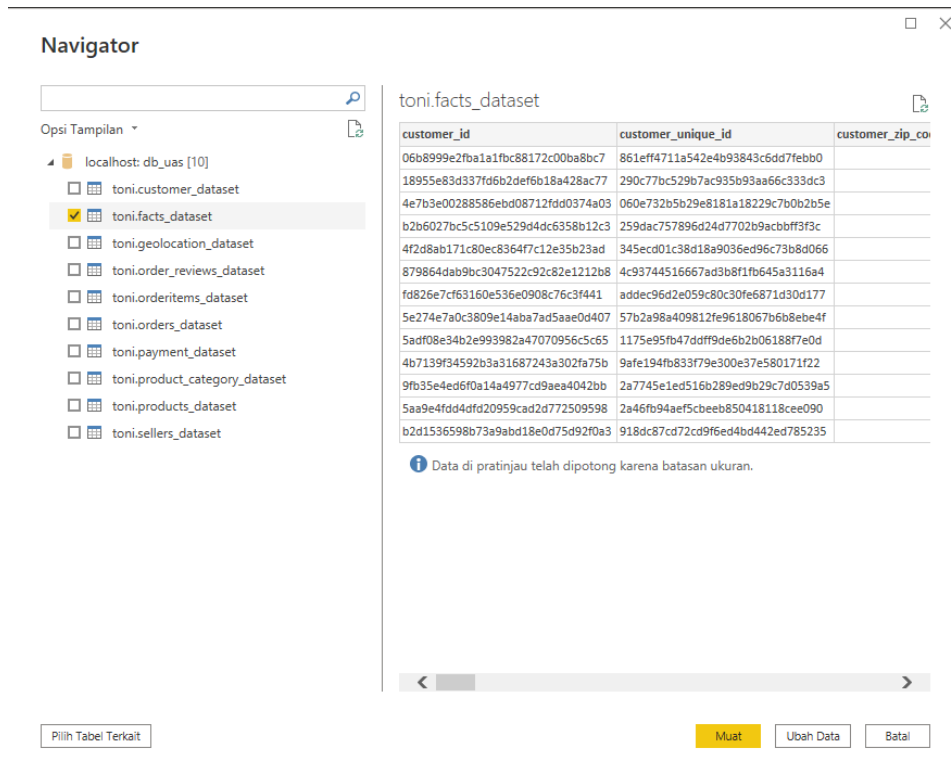 Navigator
Opsi Tampilan
localhost: db_uas [10]
toni.customer_dataset
toni.facts_dataset
toni.geolocation_dataset
toni.order_reviews_dataset
toni.orderitems_dataset
toni.orders_dataset
toni.payment_dataset
toni.product_category_dataset
toni.products_dataset
toni.sellers_dataset
toni.facts_dataset
customer_id customer_unique_id customer_zip_co
06b8999e2fba1a1fbc88172c00ba8bc7 861eff4711a542e4b93843c6dd7febb0
18955e83d337fd6b2def6b18a428ac77 290c77bc529b7ac935b93aa66c333dc3
4e7b3e00288586ebd08712fdd0374a03 060e732b5b29e8181a18229c7b0b2b5e
b2b6027bc5c5109e529d4dc6358b12c3 259dac757896d24d7702b9acbbff3f3c
4f2d8ab171c80ec8364f7c12e35b23ad 345ecd01c38d18a9036ed96c73b8d066
879864dab9bc3047522c92c82e1212b8 4c93744516667ad3b8f1fb645a3116a4
fd826e7cf63160e536e0908c76c3f441 addec96d2e059c80c30fe6871d30d177
5e274e7a0c3809e14aba7ad5aae0d407 57b2a98a409812fe9618067b6b8ebe4f
5adf08e34b2e993982a47070956c5c65 1175e95fb47ddff9de6b2b06188f7e0d
4b7139f34592b3a31687243a302fa75b 9afe194fb833f79e300e37e580171f22
9fb35e4ed6f0a14a4977cd9aea4042bb 2a7745e1ed516b289ed9b29c7d0539a5
5aa9e4fdd4dfd20959cad2d772509598 2a46fb94aef5cbeeb850418118cee090
b2d1536598b73a9abd18e0d75d92f0a3 918dc87cd72cd9f6ed4bd442ed785235
Data di pratinjau telah dipotong karena batasan ukuran.
Pilih Tabel Terkait
Muat
Ubah Data
Batal